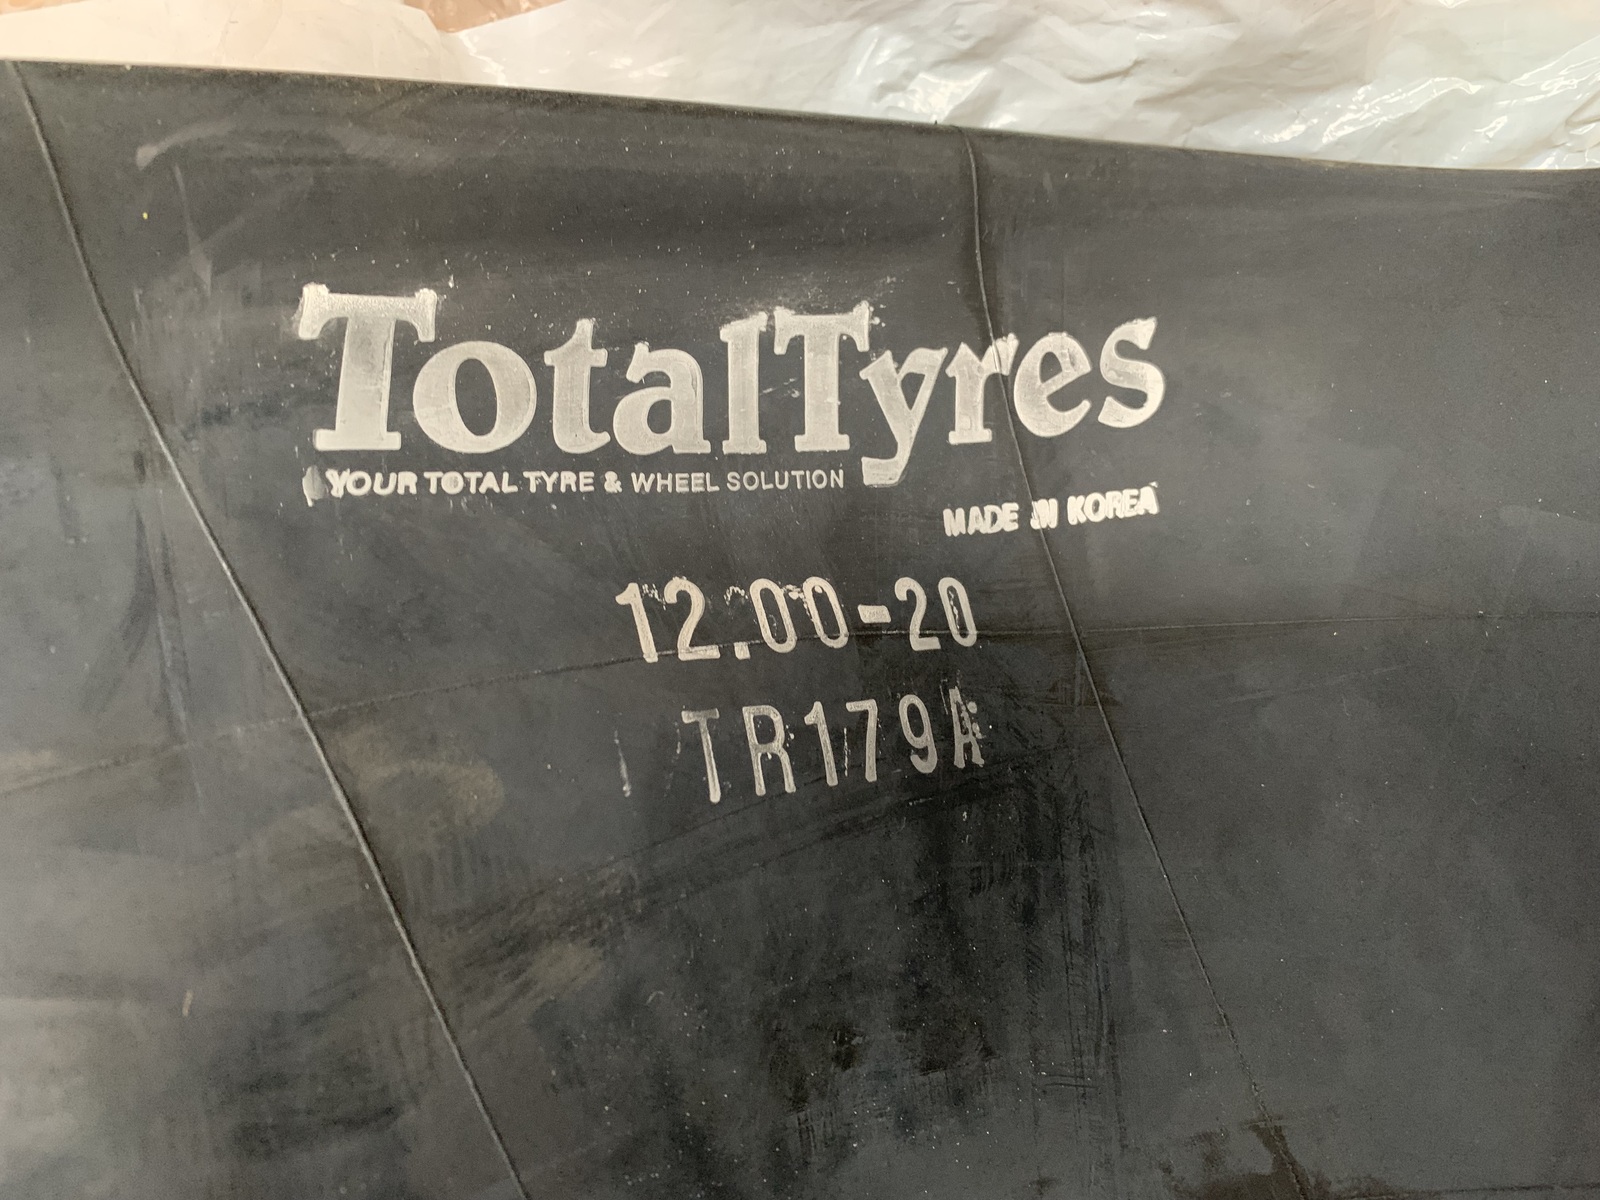 TotalTyres
YOUR TOTAL TYRE & WHEEL SOLUTION
MADE IN KOREA
12.00-20
TR179A